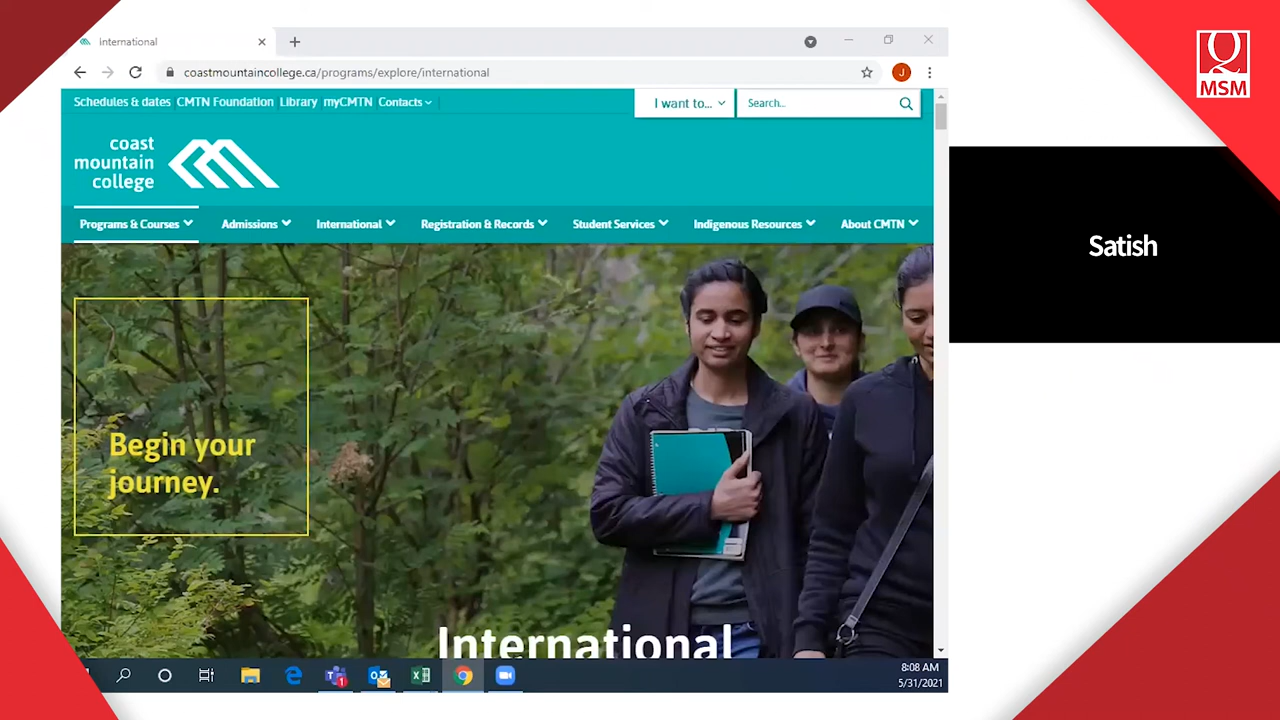 International
coastmountaincollege.ca/programs/explore/international
J
Schedules & dates CMTN Foundation Library myCMTN Contacts
I want to...
Search...
coast
mountain
college
Programs & Courses Admissions International Registration & Records Student Services Indigenous Resources About CMTN
Begin your
journey.
International
1
8:08 AM
5/31/2021
MSM
Satish